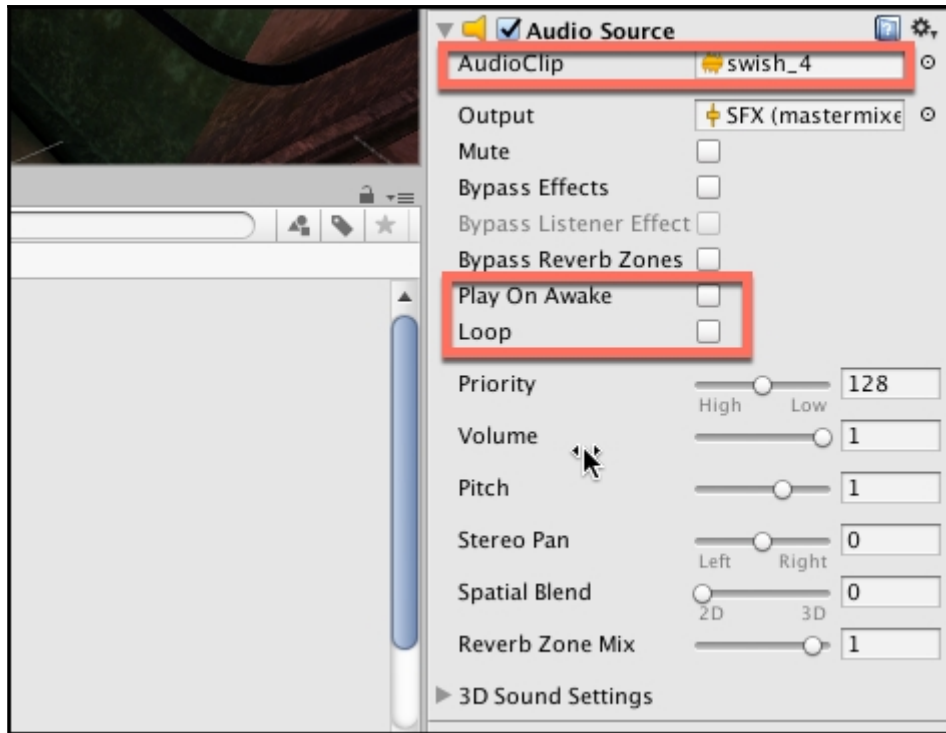 Audio Source
AudioClip swish_4
Output SFX (mastermixe
Mute
Bypass Effects
Bypass Listener Effect
Bypass Reverb Zones
Play On Awake
Loop
Priority 128
High Low
Volume 1
Pitch 1
Stereo Pan 0
Left Right
Spatial Blend 0
2D 3D
Reverb Zone Mix 1
3D Sound Settings